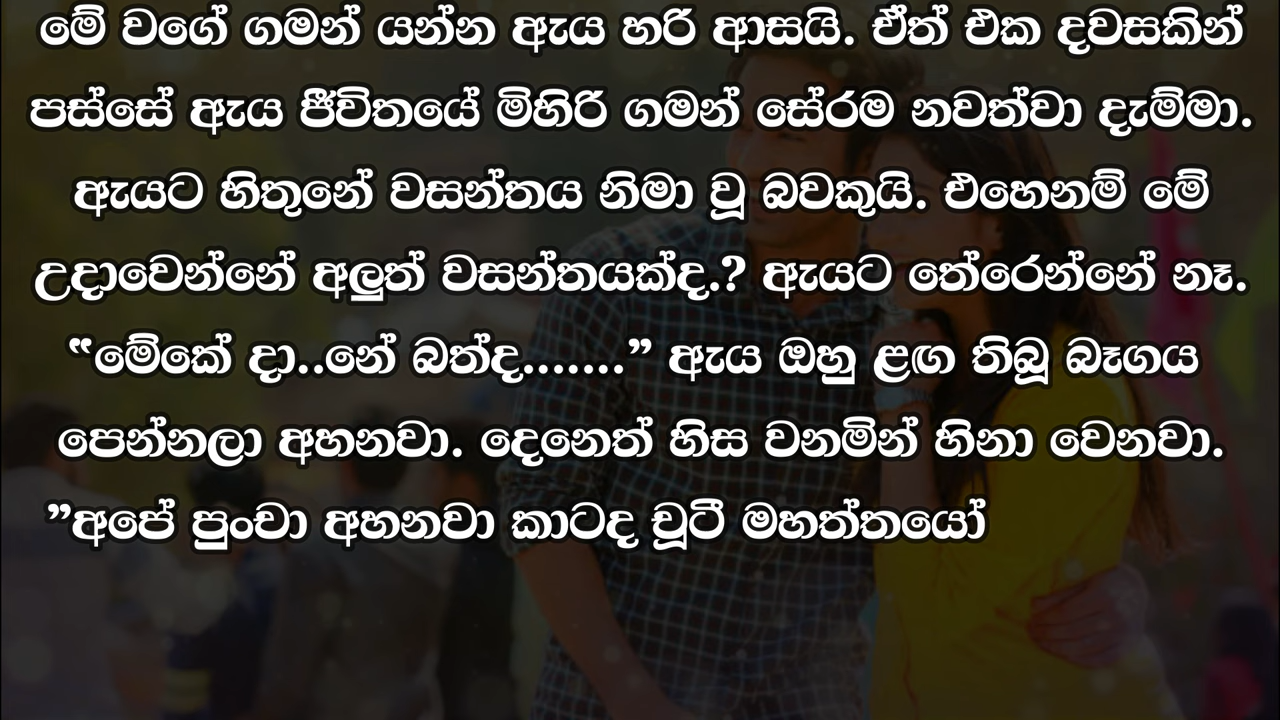 මේ වගේ ගමන් යන්න ඇය හරි ආසයි. ඒත් එක දවසකින්
පස්සේ ඇය ජීවිතයේ මිහිරි ගමන් සේරම නවත්වා දැම්මා.
ඇයට හිතුනේ වසන්තය නිමා වූ බවකුයි. එහෙනම් මේ
උදාවෙන්නේ අලුත් වසන්තයක්ද.? ඇයට තේරෙන්නේ නෑ.
“මේකේ දා..නේ බත්ද.......” ඇය ඔහු ළඟ තිබූ බෑගය
පෙන්නලා අහනවා. දෙනෙත් හිස වනමින් හිනා වෙනවා.
”අපේ පුංචා අහනවා කාටද චූටී මහත්තයෝ